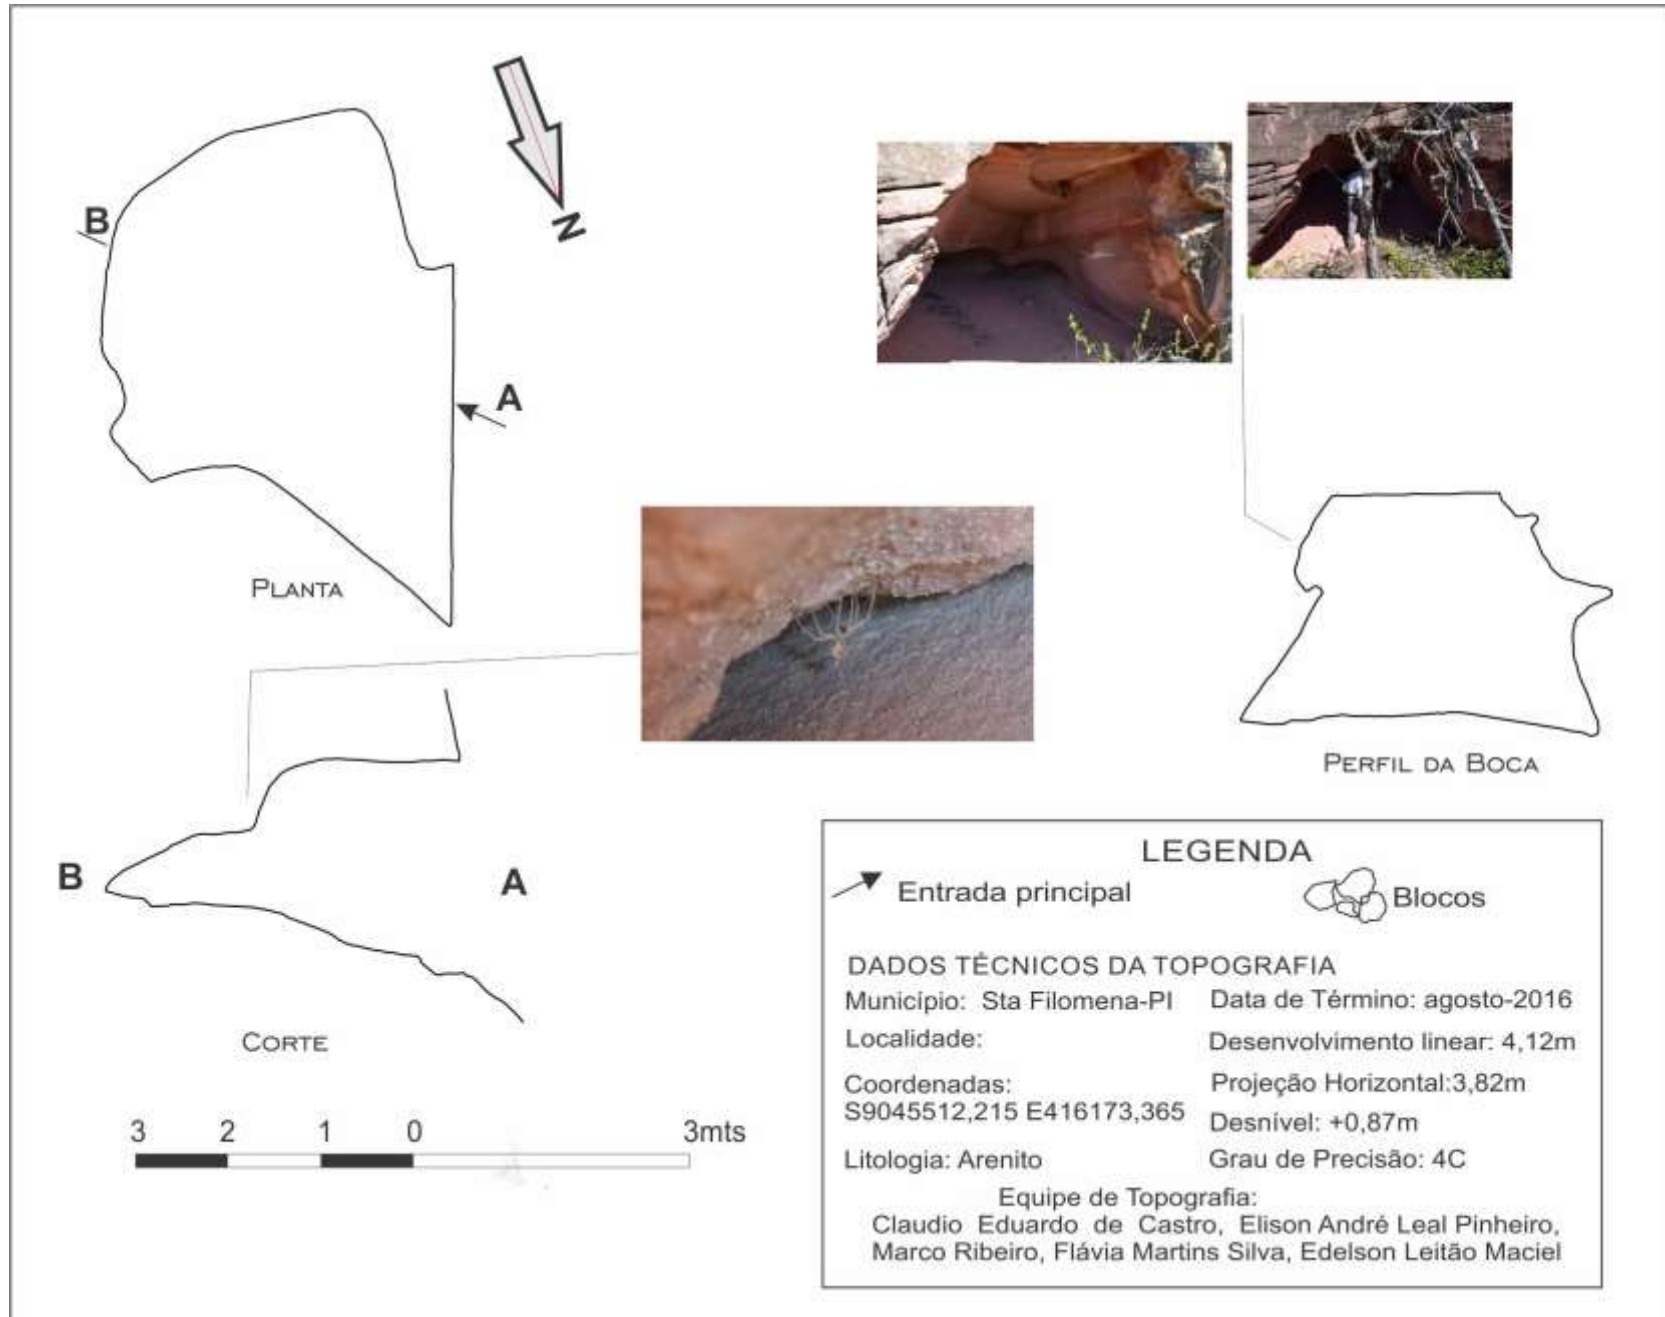 N
B
A
PLANTA
B
A
CORTE
3 2 1 0 3mts
PERFIL DA BOCA
LEGENDA
Entrada principal
Blocos
DADOS TÉCNICOS DA TOPOGRAFIA
Município: Sta Filomena-PI
Data de Término: agosto-2016
Localidade:
Desenvolvimento linear: 4,12m
Coordenadas:
S9045512,215 E416173,365
Projeção Horizontal:3,82m
Desnível: +0,87m
Litologia: Arenito
Grau de Precisão: 4C
Equipe de Topografia:
Claudio Eduardo de Castro, Elison André Leal Pinheiro,
Marco Ribeiro, Flávia Martins Silva, Edelson Leitão Maciel